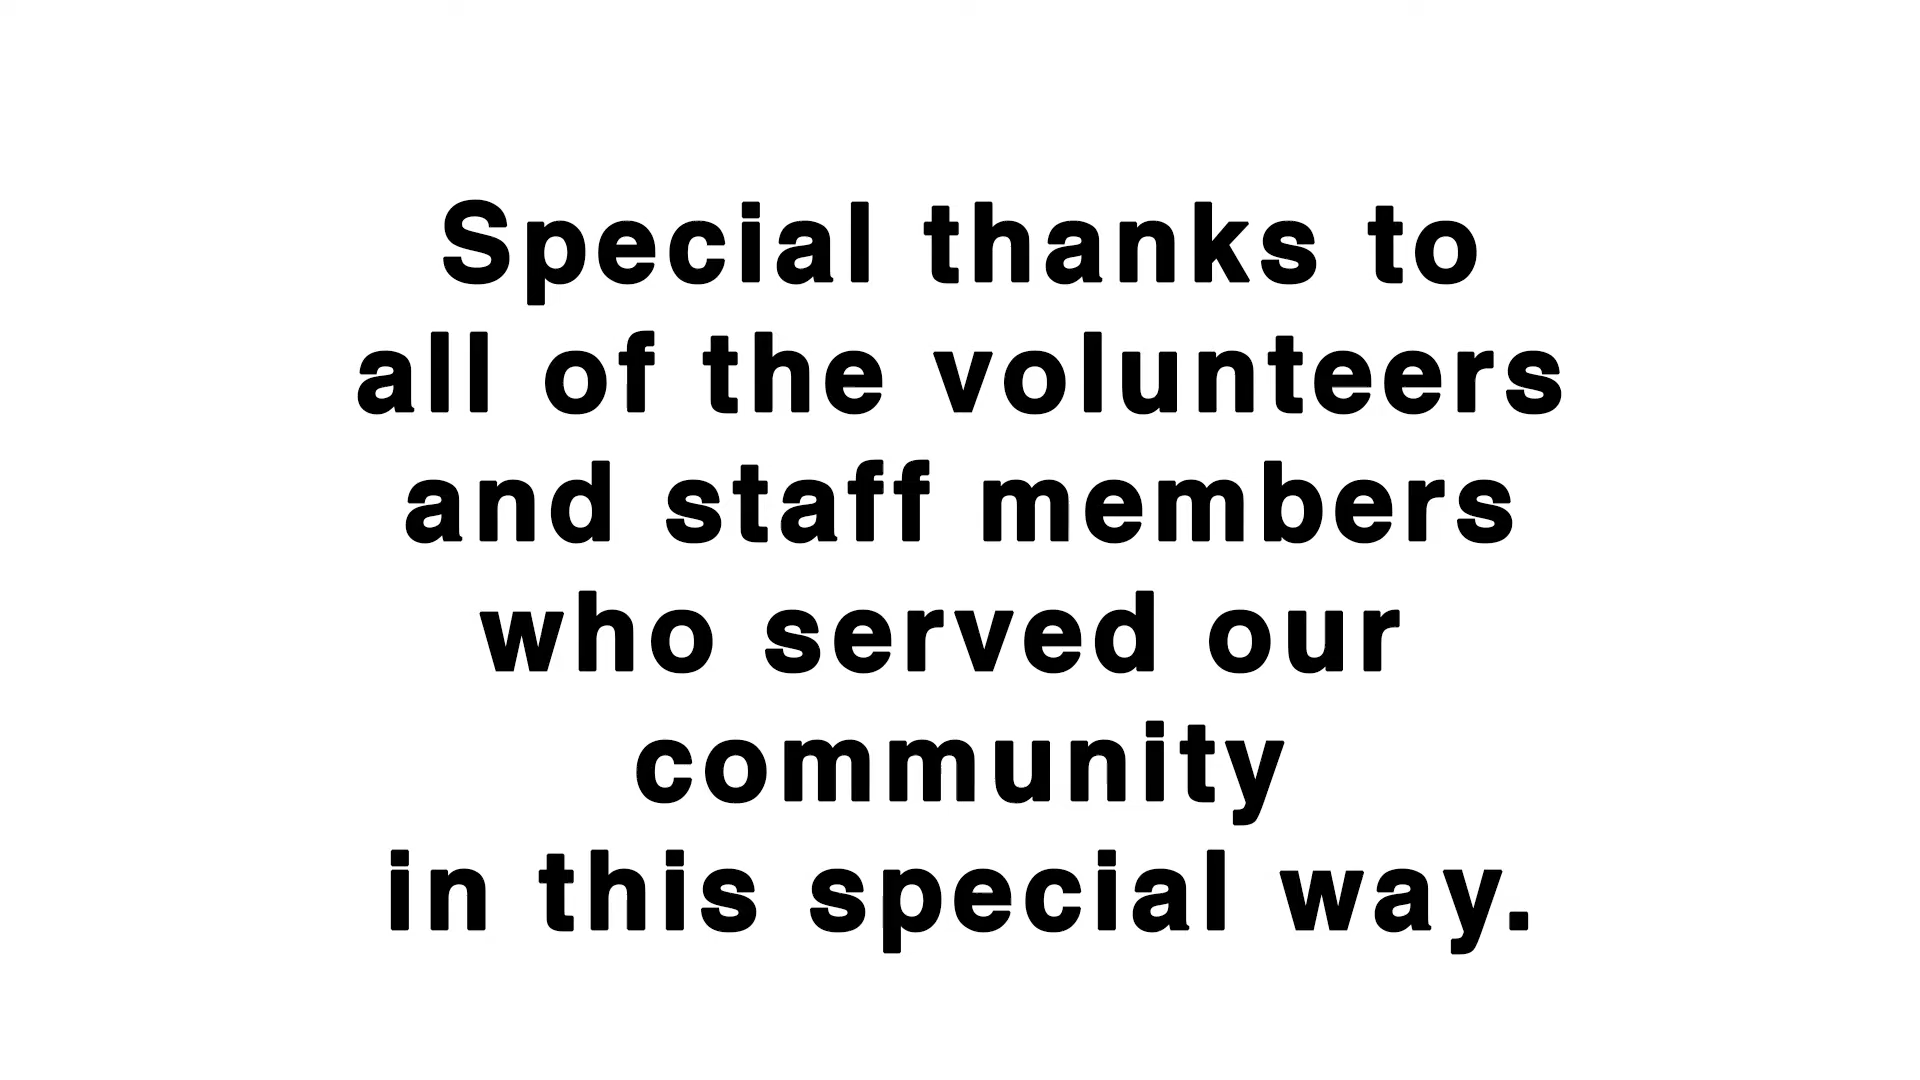 Special thanks to
all of the volunteers
and staff members
who served our
community
in this special way.